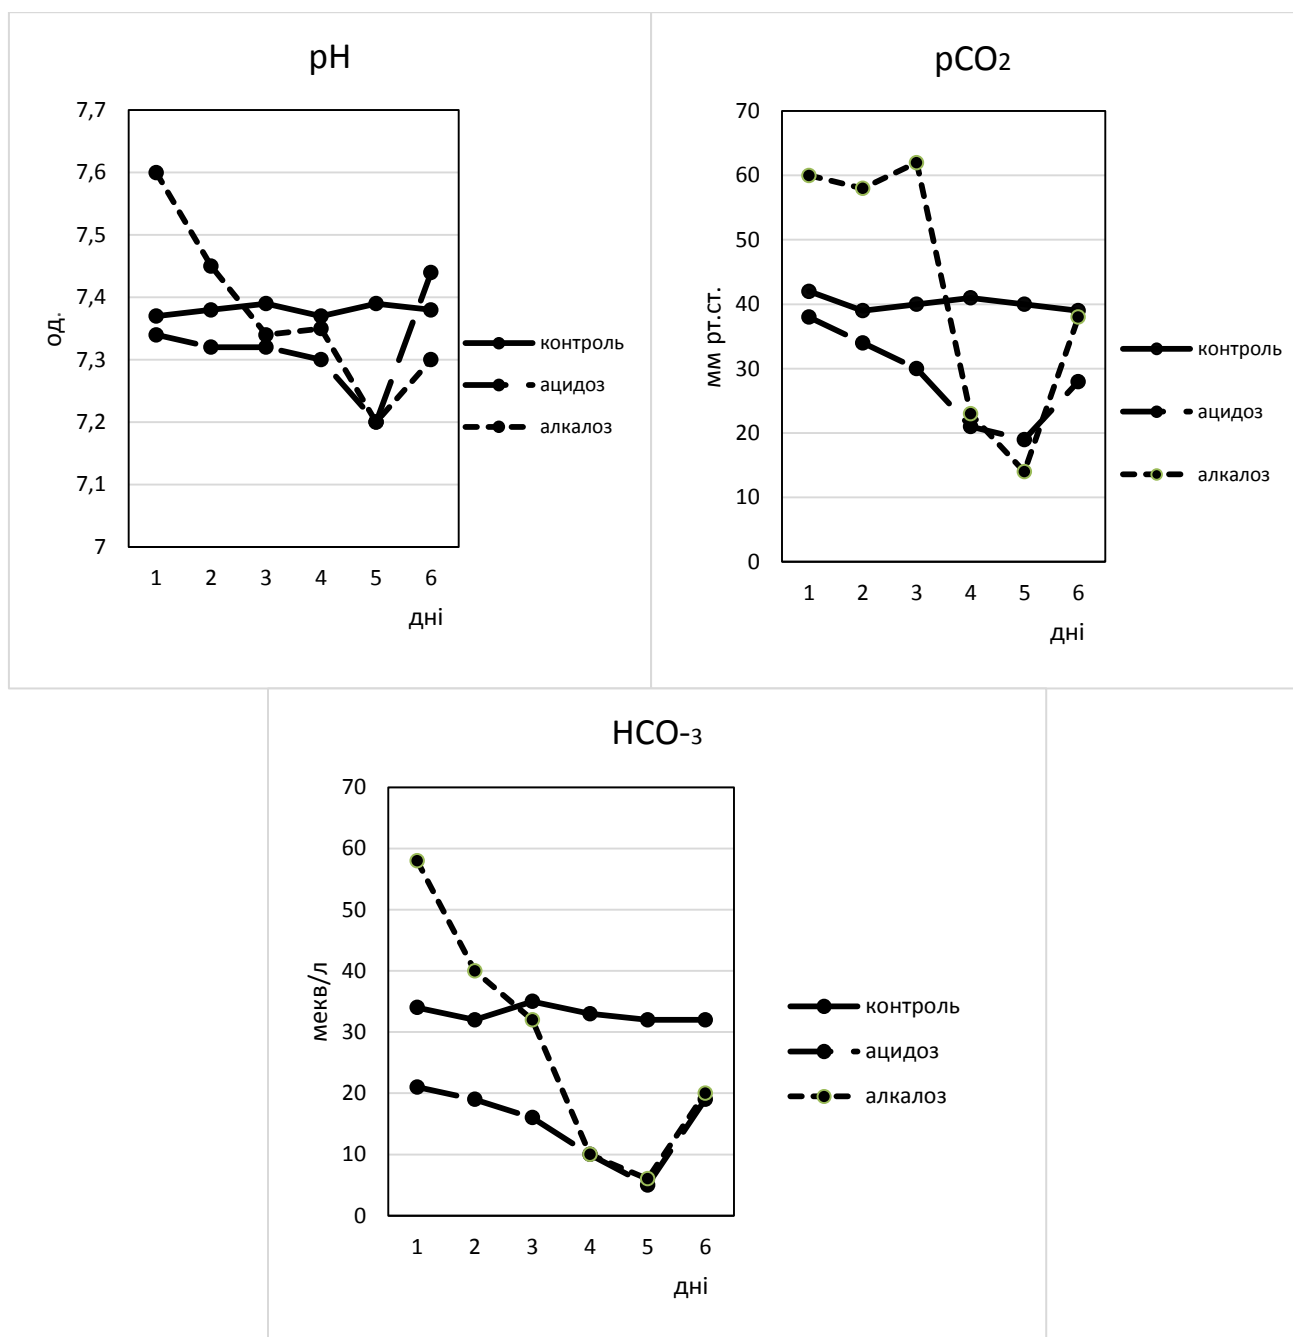 pH
7,7
7,6
7,5
7,4
7,3
7,2
7,1
7
од.
1 2 3 4 5 6
дні
контроль
ацидоз
алкалоз
pCO2
70
60
50
40
30
20
10
0
мм рт.ст.
1 2 3 4 5 6
дні
контроль
ацидоз
алкалоз
HCO-3
70
60
50
40
30
20
10
0
мекв/л
1 2 3 4 5 6
дні
контроль
ацидоз
алкалоз